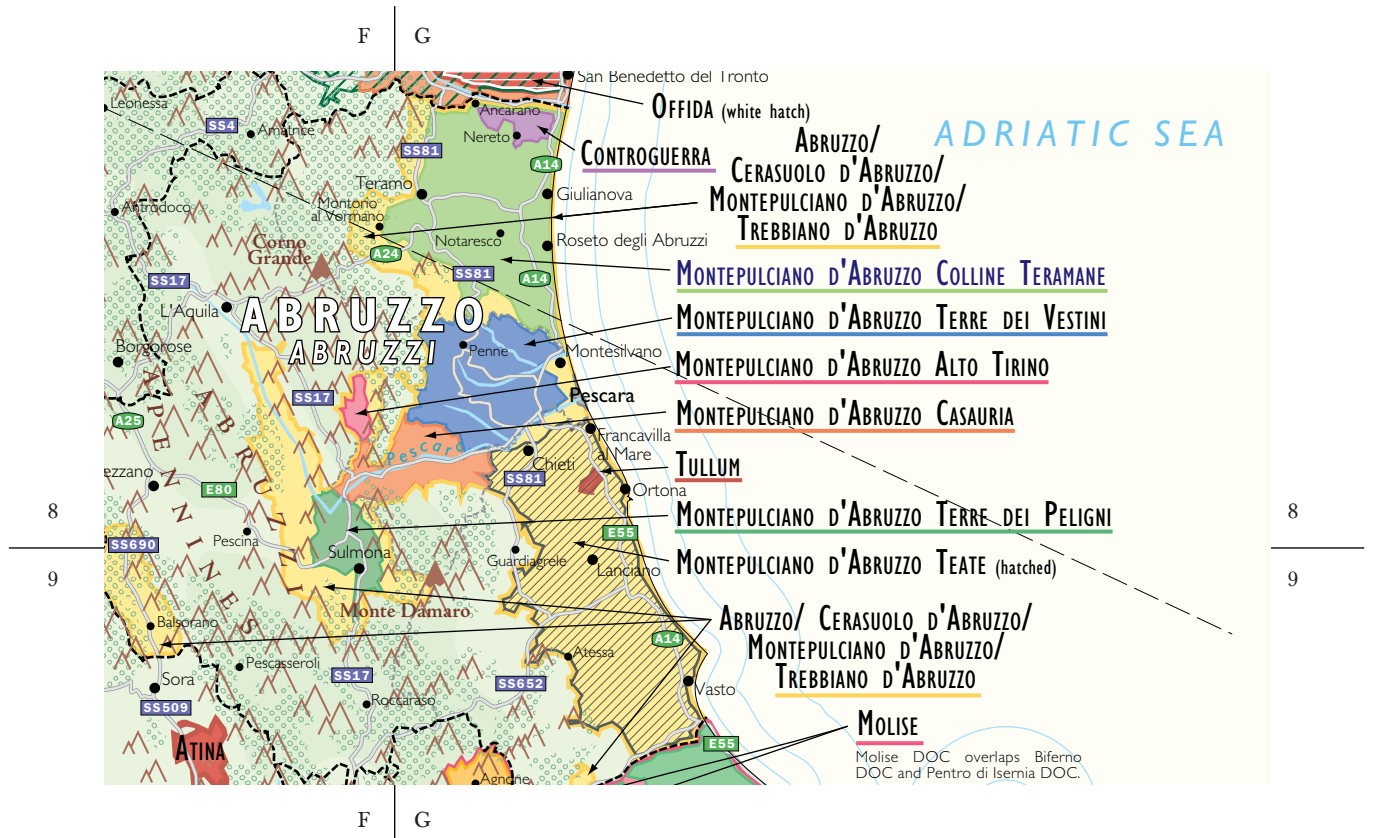 F G
San Benedetto del Tronto
Leonessa
Offida (white hatch)
Ancarano
SS4
Amatrice
Nereto
ADRIATIC SEA
Abruzzo/
Cerasuolo d'Abruzzo/
Montepulciano d'Abruzzo/
Trebbiano d'Abruzzo
SS81
Controguerra
A14
Teramo
Giulianova
Antrodoco
Montorio
al Vomano
Notaresco
Roseto degli Abruzzi
Corno
Grande
A24
SS17
SS81
A14
Montepulciano d'Abruzzo Colline Teramane
L'Aquila
ABRUZZO
ABRUZZI
Montepulciano d'Abruzzo Terre dei Vestini
Borgorose
Penne
Montesilvano
Montepulciano d'Abruzzo Alto Tirino
SS17
Pescara
Montepulciano d'Abruzzo Casauria
A25
Francavilla
al Mare
Pescara
Chieti
Tullum
ezzano
SS81
E80
Ortona
APENNINES
ABRUZZI
8 8
Montepulciano d'Abruzzo Terre dei Peligni
Pescina
E55
SS690
Sulmona
Guardiagrele
Lanciano
Montepulciano d'Abruzzo Teate (hatched)
9 9
Monte Damaro
Abruzzo/ Cerasuolo d'Abruzzo/
Montepulciano d'Abruzzo/
Trebbiano d'Abruzzo
Balsorano
A14
Pescasseroli
Atessa
Sora
SS17
SS652
Vasto
SS509
Roccaraso
Molise
Atina
E55
Molise DOC overlaps Biferno
DOC and Pentro di Isernia DOC.
Agnone
F G